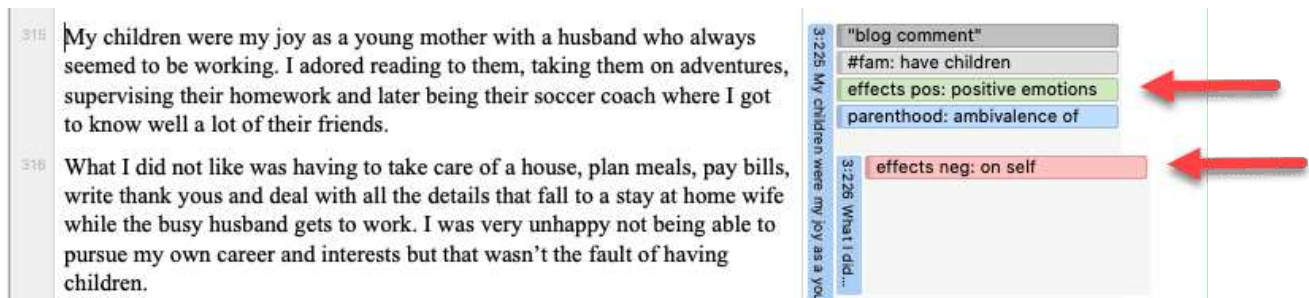 315
My children were my joy as a young mother with a husband who always
seemed to be working. I adored reading to them, taking them on adventures,
supervising their homework and later being their soccer coach where I got
to know well a lot of their friends.
316
What I did not like was having to take care of a house, plan meals, pay bills,
write thank yous and deal with all the details that fall to a stay at home wife
while the busy husband gets to work. I was very unhappy not being able to
pursue my own career and interests but that wasn’t the fault of having
children.
3:225 My children were my joy as a you
"blog comment"
#fam: have children
effects pos: positive emotions
parenthood: ambivalence of
3:226 What I did...
effects neg: on self